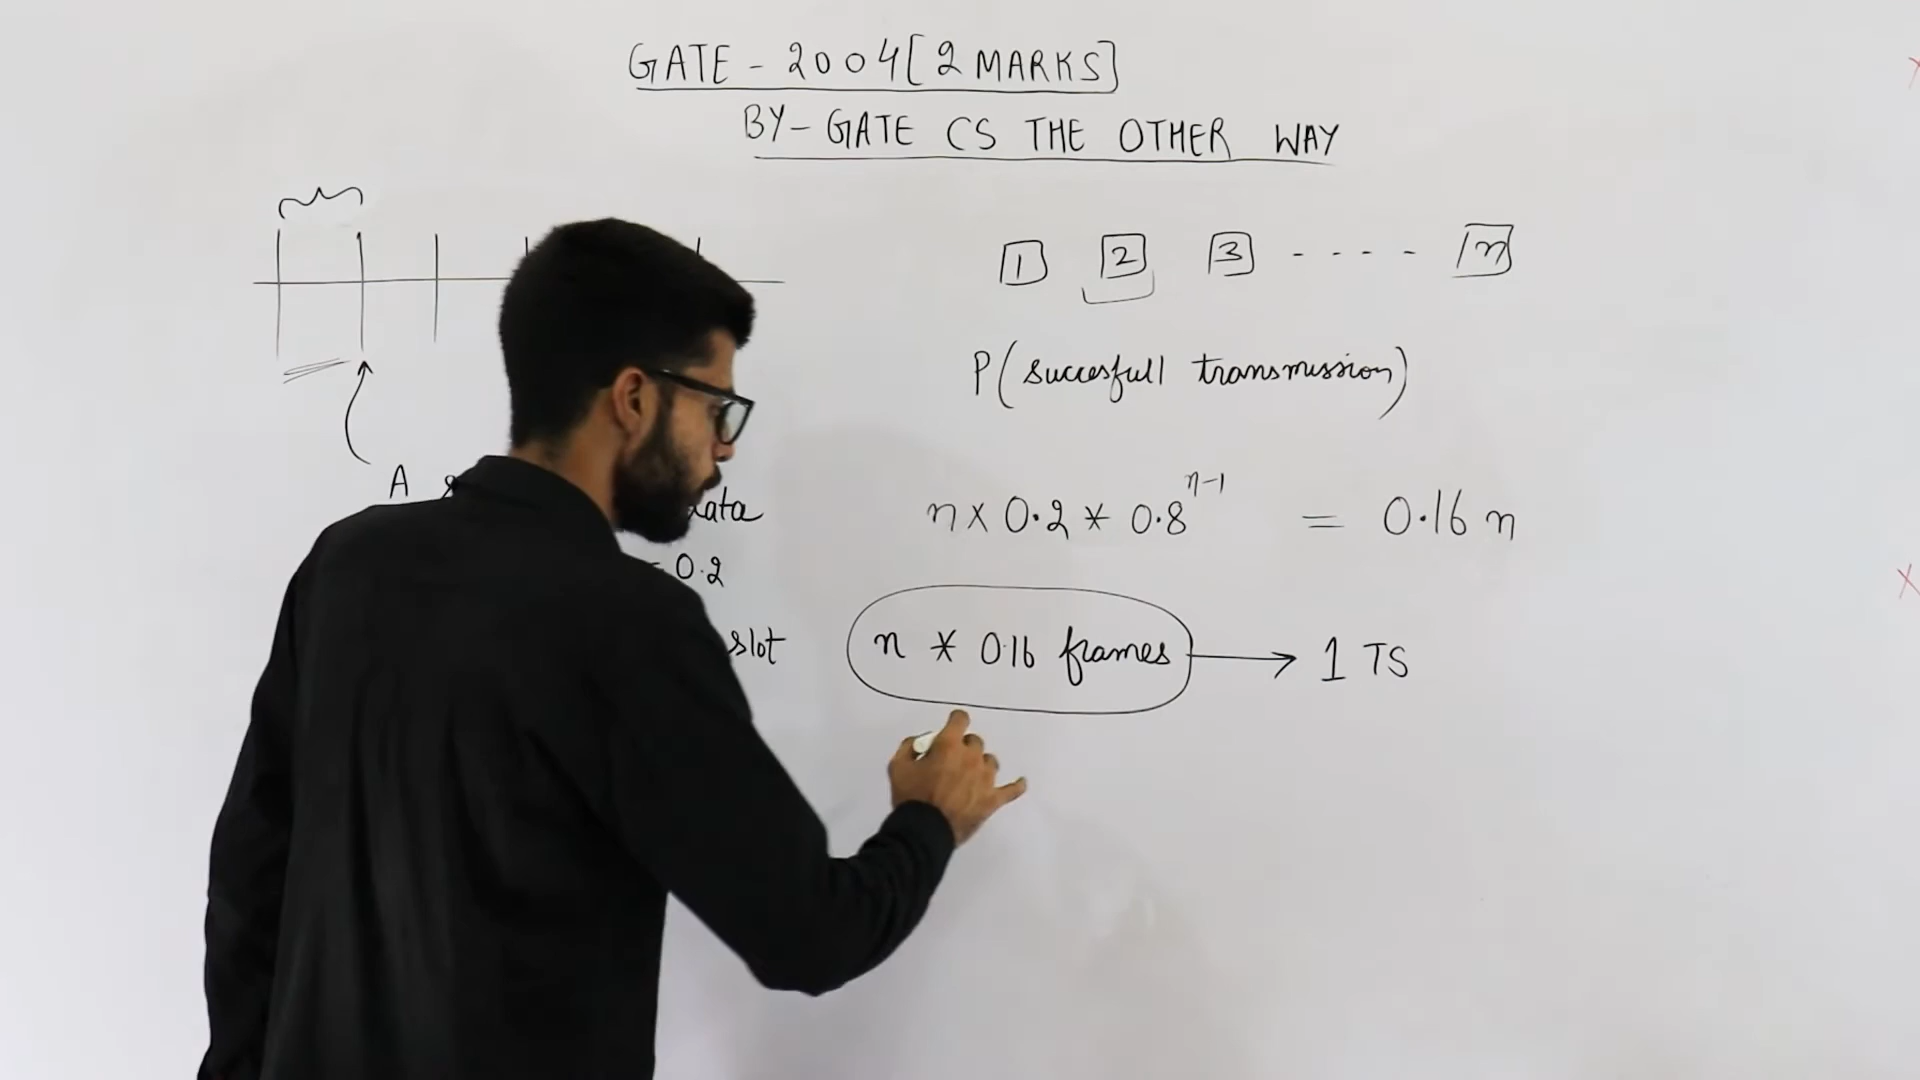 GATE - 2004 [2 MARKS]
BY - GATE CS THE OTHER WAY
1 2 3 - - - - n
P(succesfull transmission)
A
data
0.2
slot
n × 0.2 * 0.8^{n-1} = 0.16 n
n * 0.16 frames → 1 TS